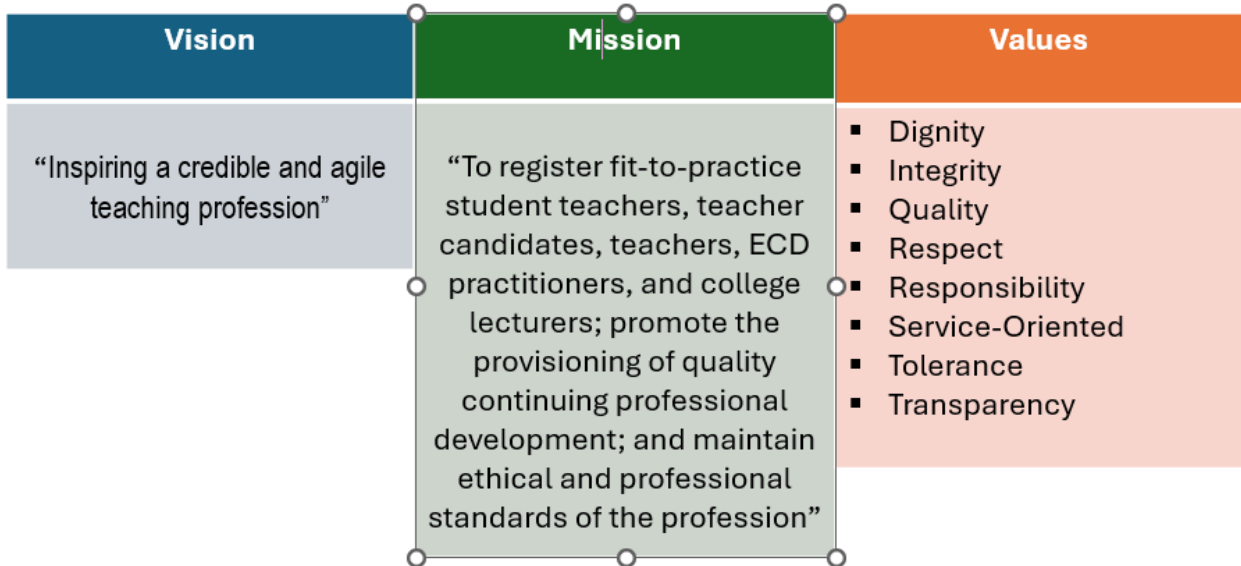 Vision
“Inspiring a credible and agile
teaching profession”
Mission
“To register fit-to-practice
student teachers, teacher
candidates, teachers, ECD
practitioners, and college
lecturers; promote the
provisioning of quality
continuing professional
development; and maintain
ethical and professional
standards of the profession”
Values
▪ Dignity
▪ Integrity
▪ Quality
▪ Respect
▪ Responsibility
▪ Service-Oriented
▪ Tolerance
▪ Transparency